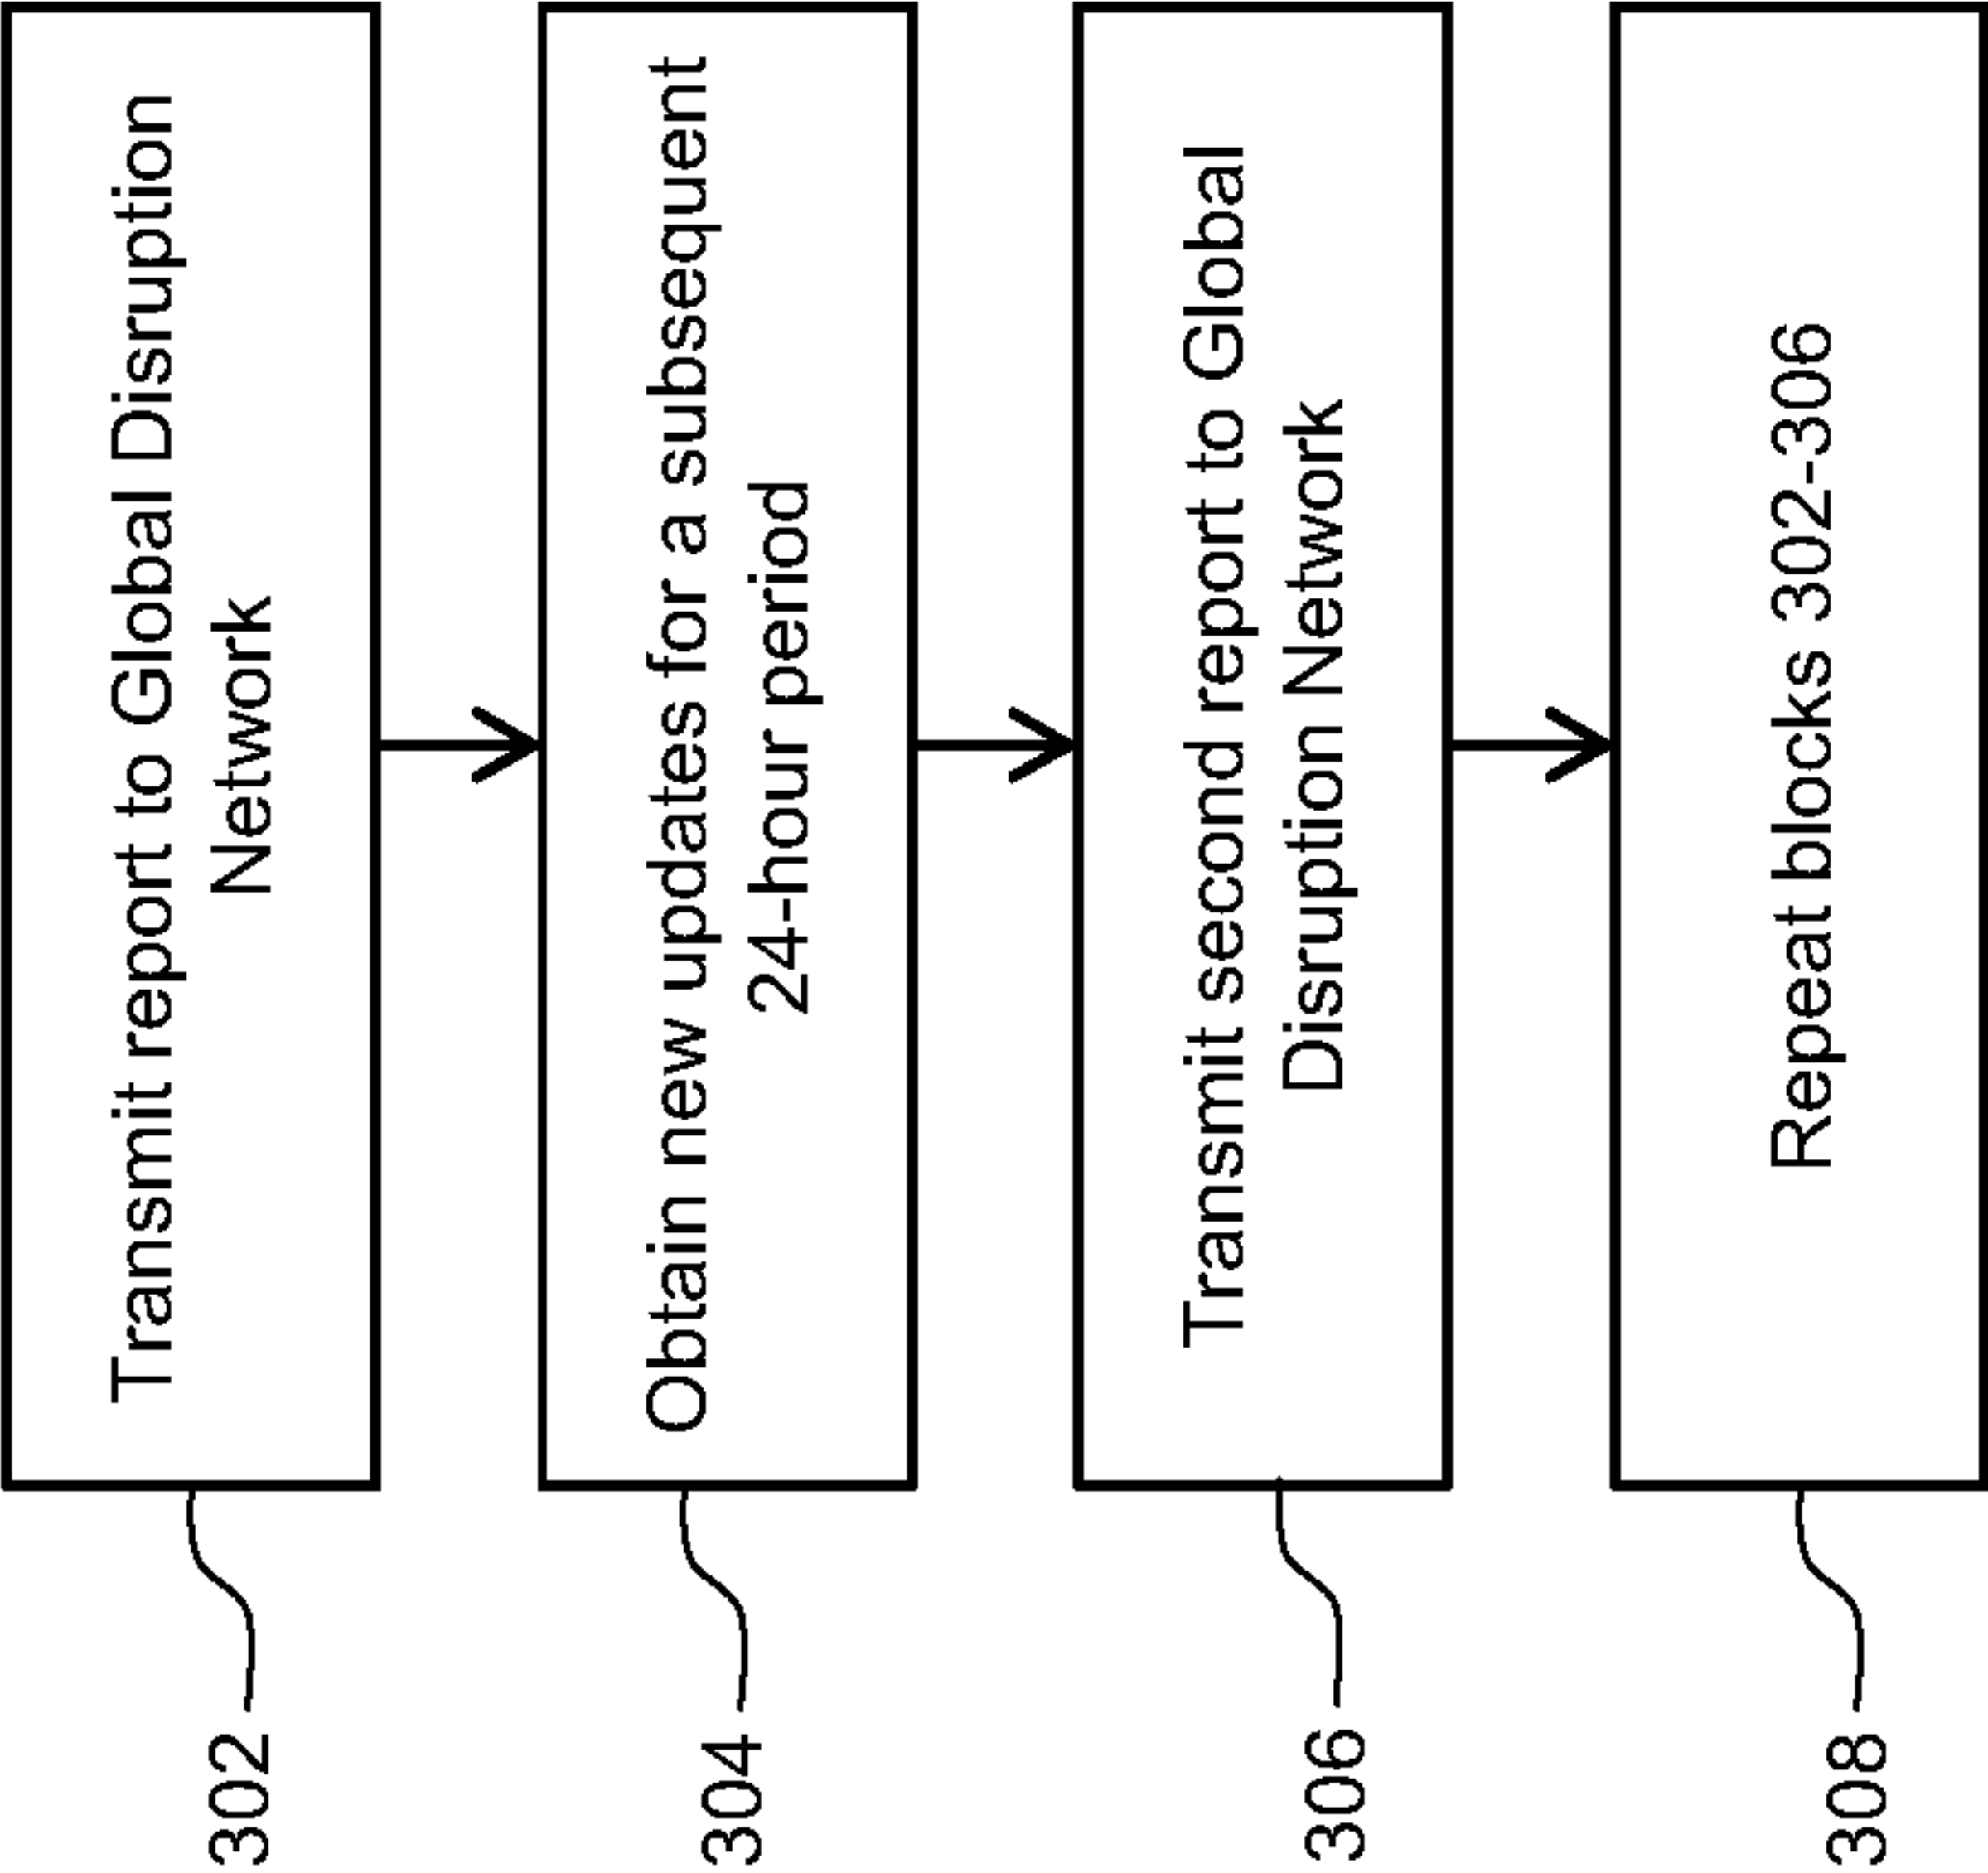 302
Transmit report to Global Disruption
Network
304
Obtain new updates for a subsequent
24-hour period
306
Transmit second report to Global
Disruption Network
308
Repeat blocks 302-306